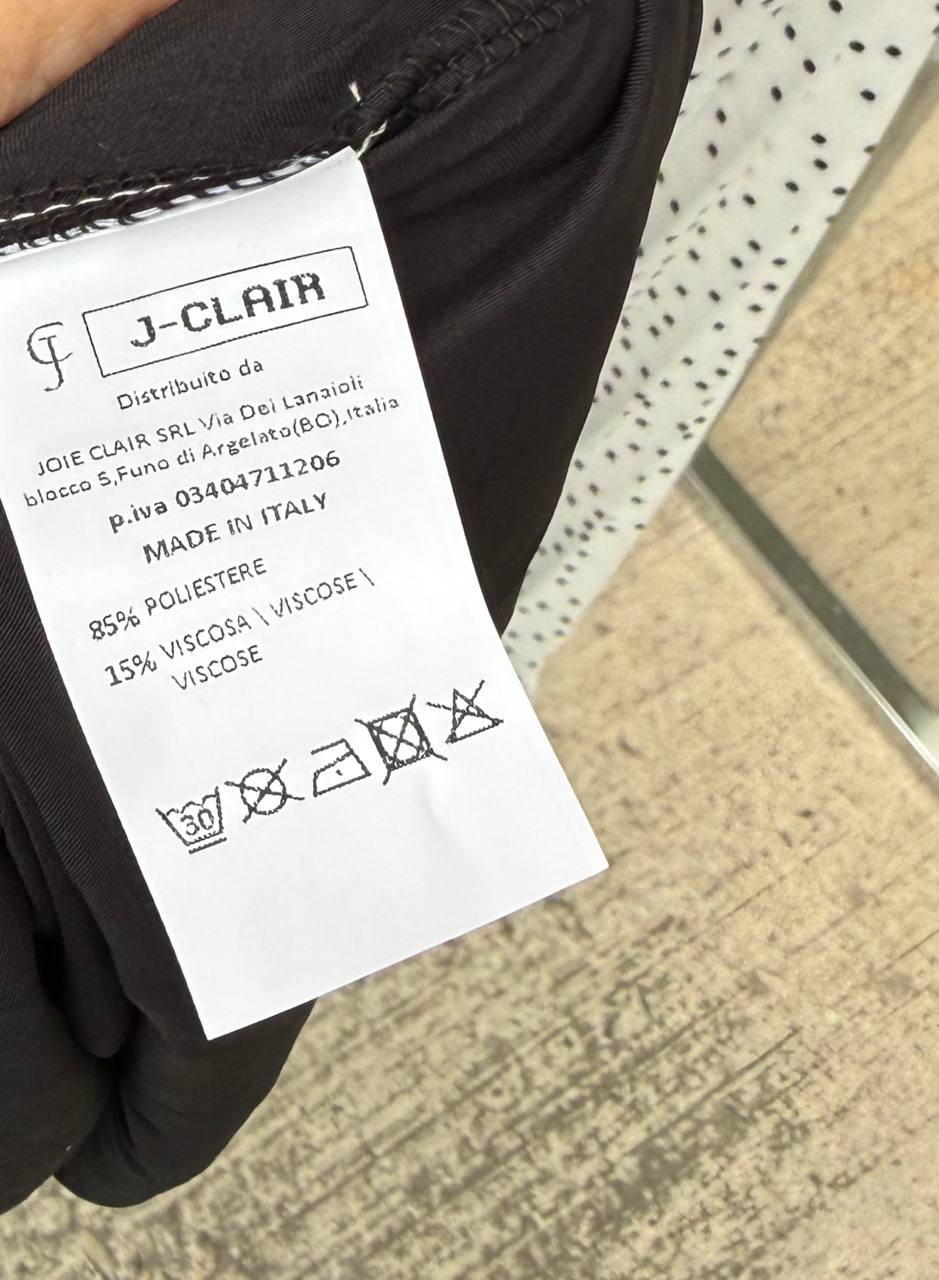 J-CLAIR
Distribuito da
JOIE CLAIR SRL Via Dei Lanaioli
blocco 5,Funo di Argelato(BO),Italia
p.iva 03404711206
MADE IN ITALY
85% POLIESTERE
15% VISCOSA \ VISCOSE \
VISCOSE
30